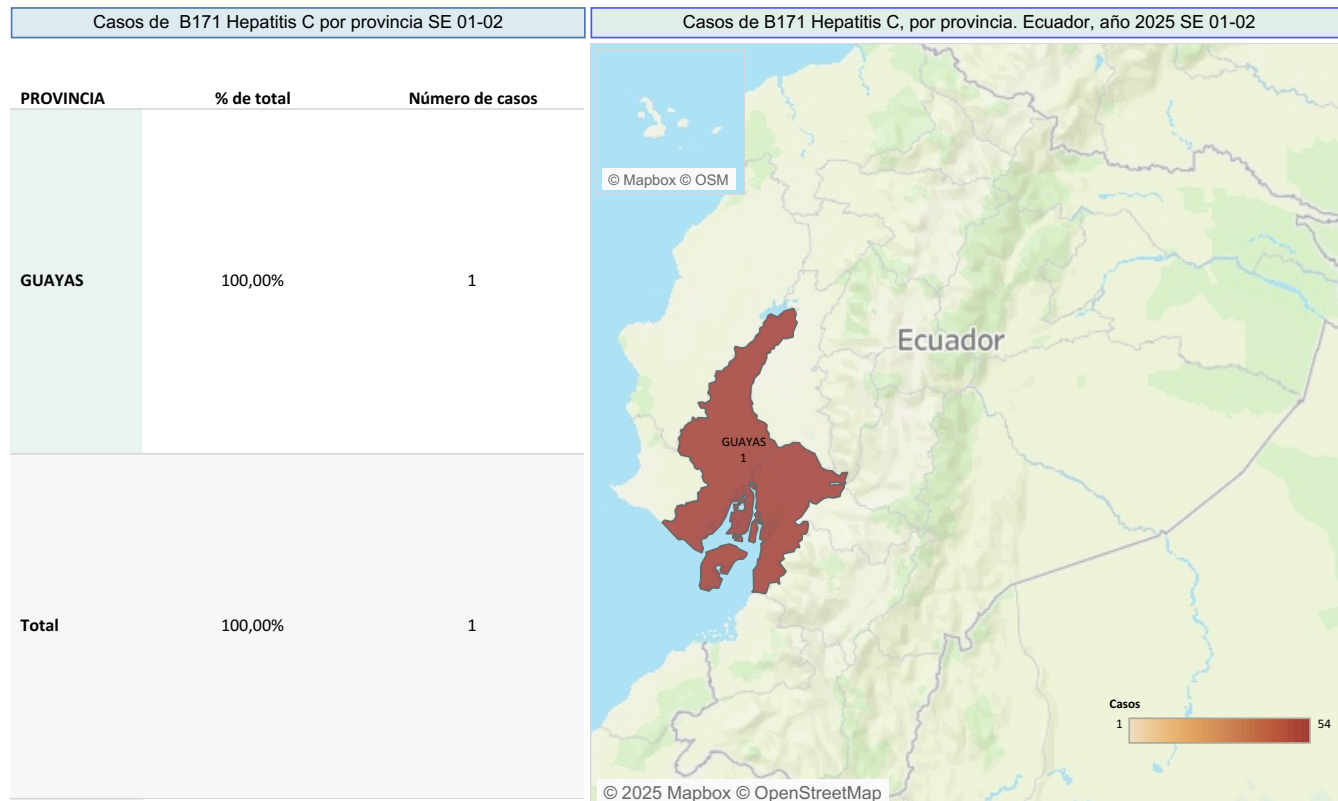 Casos de B171 Hepatitis C por provincia SE 01-02
PROVINCIA % de total Número de casos
GUAYAS 100,00% 1
Total 100,00% 1
Casos de B171 Hepatitis C, por provincia. Ecuador, año 2025 SE 01-02
© Mapbox © OSM
Ecuador
GUAYAS
1
Casos
1 54
© 2025 Mapbox © OpenStreetMap